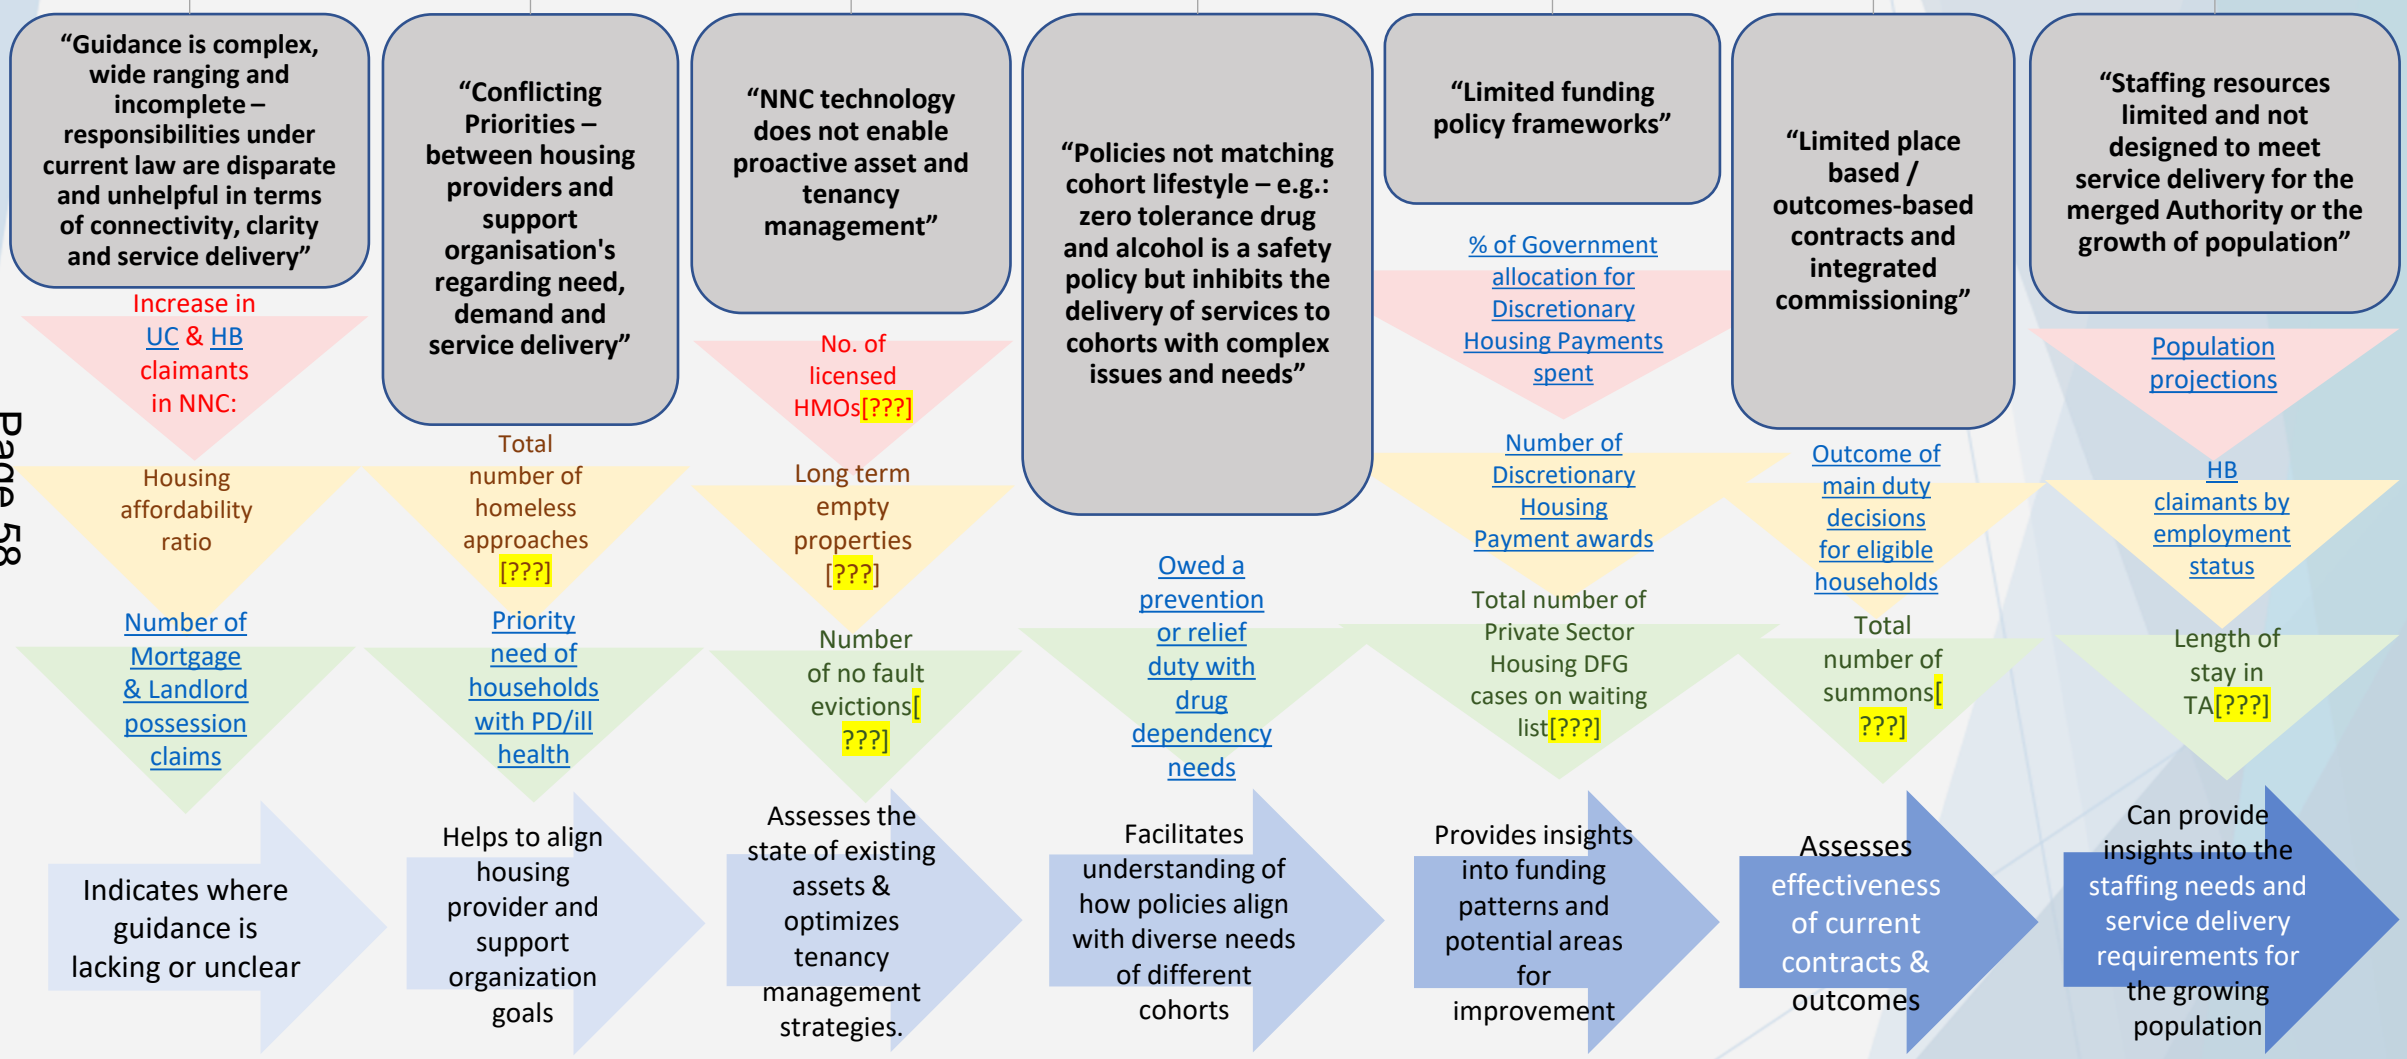 “Guidance is complex,
wide ranging and
incomplete –
responsibilities under
current law are disparate
and unhelpful in terms
of connectivity, clarity
and service delivery”
Increase in
UC & HB
claimants
in NNC:
Housing
affordability
ratio
Number of
Mortgage
& Landlord
possession
claims
Indicates where
guidance is
lacking or unclear
“Conflicting
Priorities –
between housing
providers and
support
organisation's
regarding need,
demand and
service delivery”
Total
number of
homeless
approaches
[???]
Priority
need of
households
with PD/ill
health
Helps to align
housing
provider and
support
organization
goals
“NNC technology
does not enable
proactive asset and
tenancy
management”
No. of
licensed
HMOs[???]
Long term
empty
properties
[???]
Number
of no fault
evictions[
???]
Assesses the
state of existing
assets &
optimizes
tenancy
management
strategies.
“Policies not matching
cohort lifestyle – e.g.:
zero tolerance drug
and alcohol is a safety
policy but inhibits the
delivery of services to
cohorts with complex
issues and needs”
Owed a
prevention
or relief
duty with
drug
dependency
needs
Facilitates
understanding of
how policies align
with diverse needs
of different
cohorts
“Limited funding
policy frameworks”
% of Government
allocation for
Discretionary
Housing Payments
spent
Number of
Discretionary
Housing
Payment awards
Total number of
Private Sector
Housing DFG
cases on waiting
list[???]
Provides insights
into funding
patterns and
potential areas
for
improvement
“Limited place
based /
outcomes-based
contracts and
integrated
commissioning”
Outcome of
main duty
decisions
for eligible
households
Total
number of
summons[
???]
Assesses
effectiveness
of current
contracts &
outcomes
“Staffing resources
limited and not
designed to meet
service delivery for the
merged Authority or the
growth of population”
Population
projections
HB
claimants by
employment
status
Length of
stay in
TA[???]
Can provide
insights into the
staffing needs and
service delivery
requirements for
the growing
population
Page 58